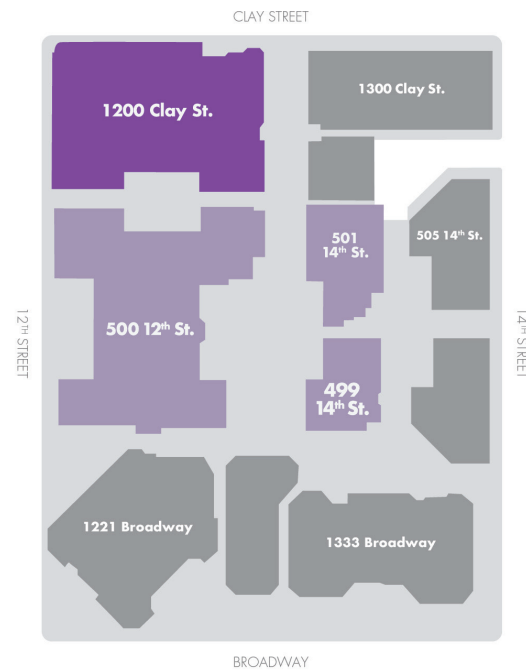 CLAY STREET
1200 Clay St.
1300 Clay St.
501
14th St.
505 14th St.
12TH STREET
14TH STREET
500 12th St.
499
14th St.
1221 Broadway
1333 Broadway
BROADWAY